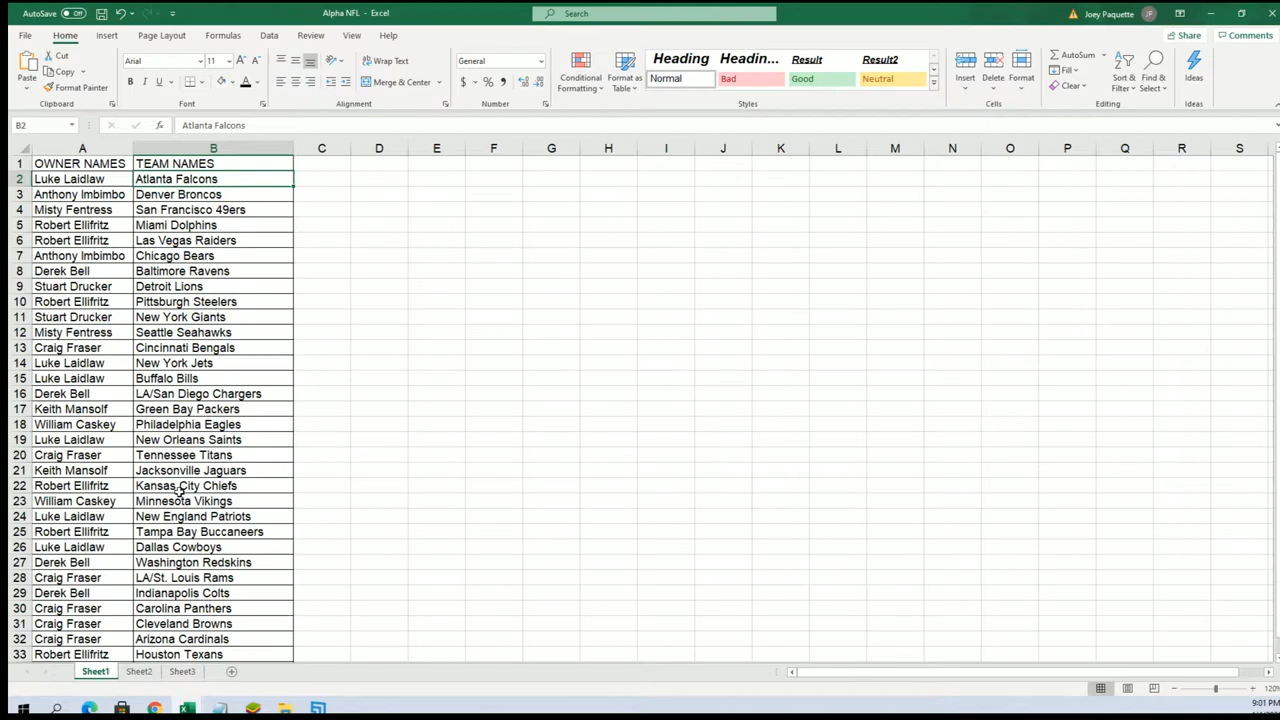 AutoSave Off
Alpha NFL - Excel
Search
Joey Paquette JP
File Home Insert Page Layout Formulas Data Review View Help
Share Comments
Paste Cut Copy Format Painter
Clipboard
Arial 11
B I U
Font
Wrap Text
Merge & Center
Alignment
General
$ % ,
Number
Conditional Formatting
Format as Table
Heading Headin... Result Result2
Normal Bad Good Neutral
Styles
Insert Delete Format
Cells
AutoSum
Fill
Clear
Sort & Filter
Find & Select
Editing
Ideas
Ideas
B2 fx Atlanta Falcons
A B C D E F G H I J K L M N O P Q R S
1 OWNER NAMES TEAM NAMES
2 Luke Laidlaw Atlanta Falcons
3 Anthony Imbimbo Denver Broncos
4 Misty Fentress San Francisco 49ers
5 Robert Ellifritz Miami Dolphins
6 Robert Ellifritz Las Vegas Raiders
7 Anthony Imbimbo Chicago Bears
8 Derek Bell Baltimore Ravens
9 Stuart Drucker Detroit Lions
10 Robert Ellifritz Pittsburgh Steelers
11 Stuart Drucker New York Giants
12 Misty Fentress Seattle Seahawks
13 Craig Fraser Cincinnati Bengals
14 Luke Laidlaw New York Jets
15 Luke Laidlaw Buffalo Bills
16 Derek Bell LA/San Diego Chargers
17 Keith Mansolf Green Bay Packers
18 William Caskey Philadelphia Eagles
19 Luke Laidlaw New Orleans Saints
20 Craig Fraser Tennessee Titans
21 Keith Mansolf Jacksonville Jaguars
22 Robert Ellifritz Kansas City Chiefs
23 William Caskey Minnesota Vikings
24 Luke Laidlaw New England Patriots
25 Robert Ellifritz Tampa Bay Buccaneers
26 Luke Laidlaw Dallas Cowboys
27 Derek Bell Washington Redskins
28 Craig Fraser LA/St. Louis Rams
29 Derek Bell Indianapolis Colts
30 Craig Fraser Carolina Panthers
31 Craig Fraser Cleveland Browns
32 Craig Fraser Arizona Cardinals
33 Robert Ellifritz Houston Texans
Sheet1 Sheet2 Sheet3
120%
9:01 PM